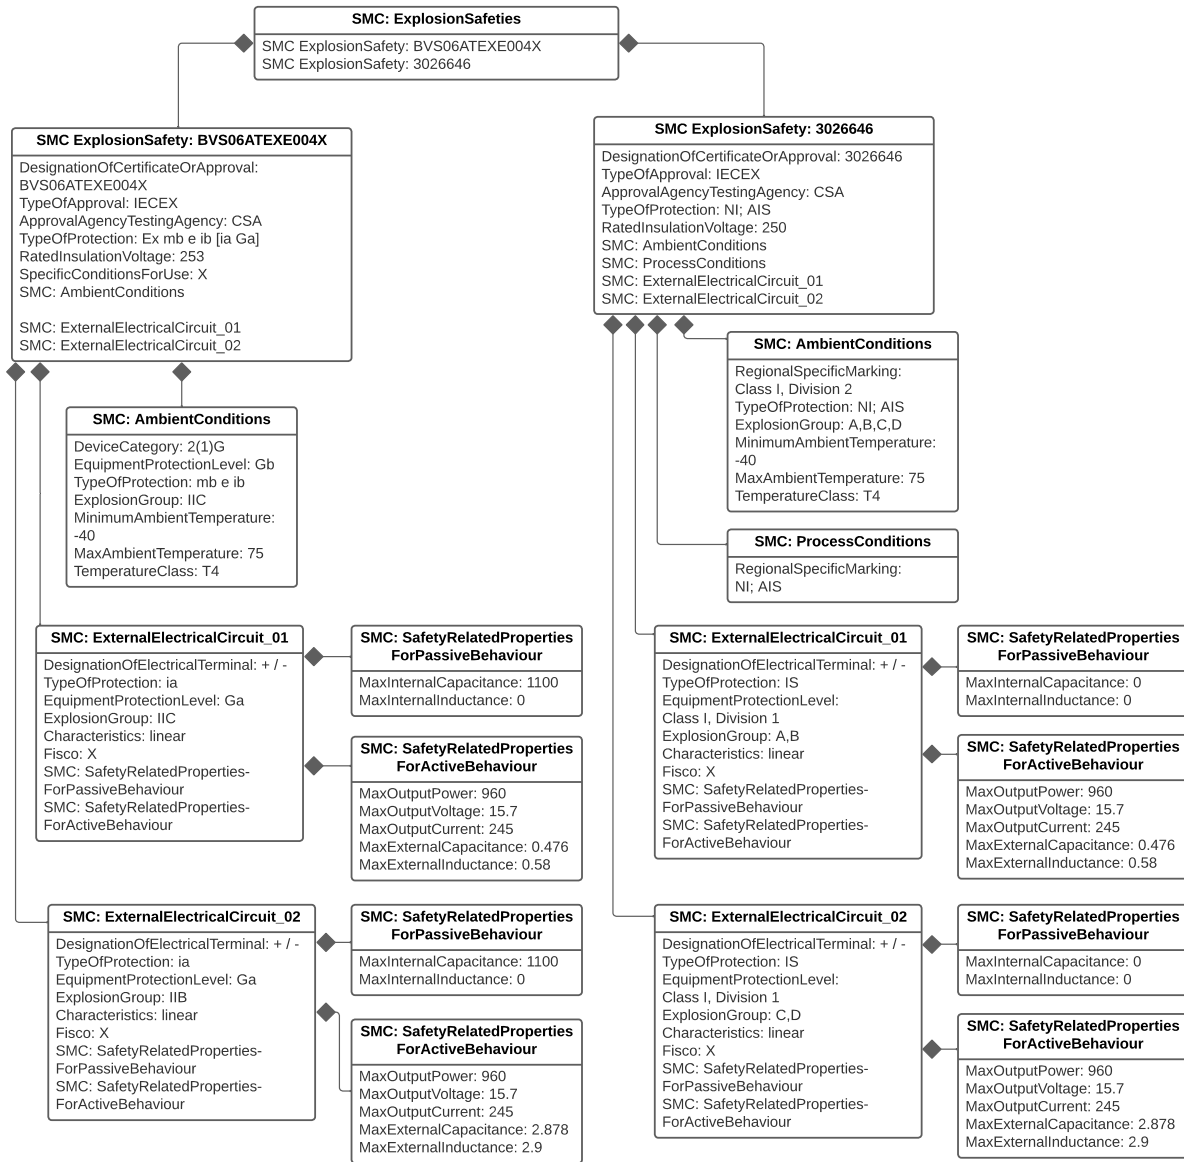 SMC: ExplosionSafeties
SMC ExplosionSafety: BVS06ATEXE004X
SMC ExplosionSafety: 3026646
SMC ExplosionSafety: BVS06ATEXE004X
DesignationOfCertificateOrApproval:
BVS06ATEXE004X
TypeOfApproval: IECEX
ApprovalAgencyTestingAgency: CSA
TypeOfProtection: Ex mb e ib [ia Ga]
RatedInsulationVoltage: 253
SpecificConditionsForUse: X
SMC: AmbientConditions
SMC: ExternalElectricalCircuit_01
SMC: ExternalElectricalCircuit_02
SMC: AmbientConditions
DeviceCategory: 2(1)G
EquipmentProtectionLevel: Gb
TypeOfProtection: mb e ib
ExplosionGroup: IIC
MinimumAmbientTemperature:
-40
MaxAmbientTemperature: 75
TemperatureClass: T4
SMC: ExternalElectricalCircuit_01
DesignationOfElectricalTerminal: + / -
TypeOfProtection: ia
EquipmentProtectionLevel: Ga
ExplosionGroup: IIC
Characteristics: linear
Fisco: X
SMC: SafetyRelatedProperties-
ForPassiveBehaviour
SMC: SafetyRelatedProperties-
ForActiveBehaviour
SMC: SafetyRelatedProperties
ForPassiveBehaviour
MaxInternalCapacitance: 1100
MaxInternalInductance: 0
SMC: SafetyRelatedProperties
ForActiveBehaviour
MaxOutputPower: 960
MaxOutputVoltage: 15.7
MaxOutputCurrent: 245
MaxExternalCapacitance: 0.476
MaxExternalInductance: 0.58
SMC: ExternalElectricalCircuit_02
DesignationOfElectricalTerminal: + / -
TypeOfProtection: ia
EquipmentProtectionLevel: Ga
ExplosionGroup: IIB
Characteristics: linear
Fisco: X
SMC: SafetyRelatedProperties-
ForPassiveBehaviour
SMC: SafetyRelatedProperties-
ForActiveBehaviour
SMC: SafetyRelatedProperties
ForPassiveBehaviour
MaxInternalCapacitance: 1100
MaxInternalInductance: 0
SMC: SafetyRelatedProperties
ForActiveBehaviour
MaxOutputPower: 960
MaxOutputVoltage: 15.7
MaxOutputCurrent: 245
MaxExternalCapacitance: 2.878
MaxExternalInductance: 2.9
SMC ExplosionSafety: 3026646
DesignationOfCertificateOrApproval: 3026646
TypeOfApproval: IECEX
ApprovalAgencyTestingAgency: CSA
TypeOfProtection: NI; AIS
RatedInsulationVoltage: 250
SMC: AmbientConditions
SMC: ProcessConditions
SMC: ExternalElectricalCircuit_01
SMC: ExternalElectricalCircuit_02
SMC: AmbientConditions
RegionalSpecificMarking:
Class I, Division 2
TypeOfProtection: NI; AIS
ExplosionGroup: A,B,C,D
MinimumAmbientTemperature:
-40
MaxAmbientTemperature: 75
TemperatureClass: T4
SMC: ProcessConditions
RegionalSpecificMarking:
NI; AIS
SMC: ExternalElectricalCircuit_01
DesignationOfElectricalTerminal: + / -
TypeOfProtection: IS
EquipmentProtectionLevel:
Class I, Division 1
ExplosionGroup: A,B
Characteristics: linear
Fisco: X
SMC: SafetyRelatedProperties-
ForPassiveBehaviour
SMC: SafetyRelatedProperties-
ForActiveBehaviour
SMC: SafetyRelatedProperties
ForPassiveBehaviour
MaxInternalCapacitance: 0
MaxInternalInductance: 0
SMC: SafetyRelatedProperties
ForActiveBehaviour
MaxOutputPower: 960
MaxOutputVoltage: 15.7
MaxOutputCurrent: 245
MaxExternalCapacitance: 0.476
MaxExternalInductance: 0.58
SMC: ExternalElectricalCircuit_02
DesignationOfElectricalTerminal: + / -
TypeOfProtection: IS
EquipmentProtectionLevel:
Class I, Division 1
ExplosionGroup: C,D
Characteristics: linear
Fisco: X
SMC: SafetyRelatedProperties-
ForPassiveBehaviour
SMC: SafetyRelatedProperties-
ForActiveBehaviour
SMC: SafetyRelatedProperties
ForPassiveBehaviour
MaxInternalCapacitance: 0
MaxInternalInductance: 0
SMC: SafetyRelatedProperties
ForActiveBehaviour
MaxOutputPower: 960
MaxOutputVoltage: 15.7
MaxOutputCurrent: 245
MaxExternalCapacitance: 2.878
MaxExternalInductance: 2.9